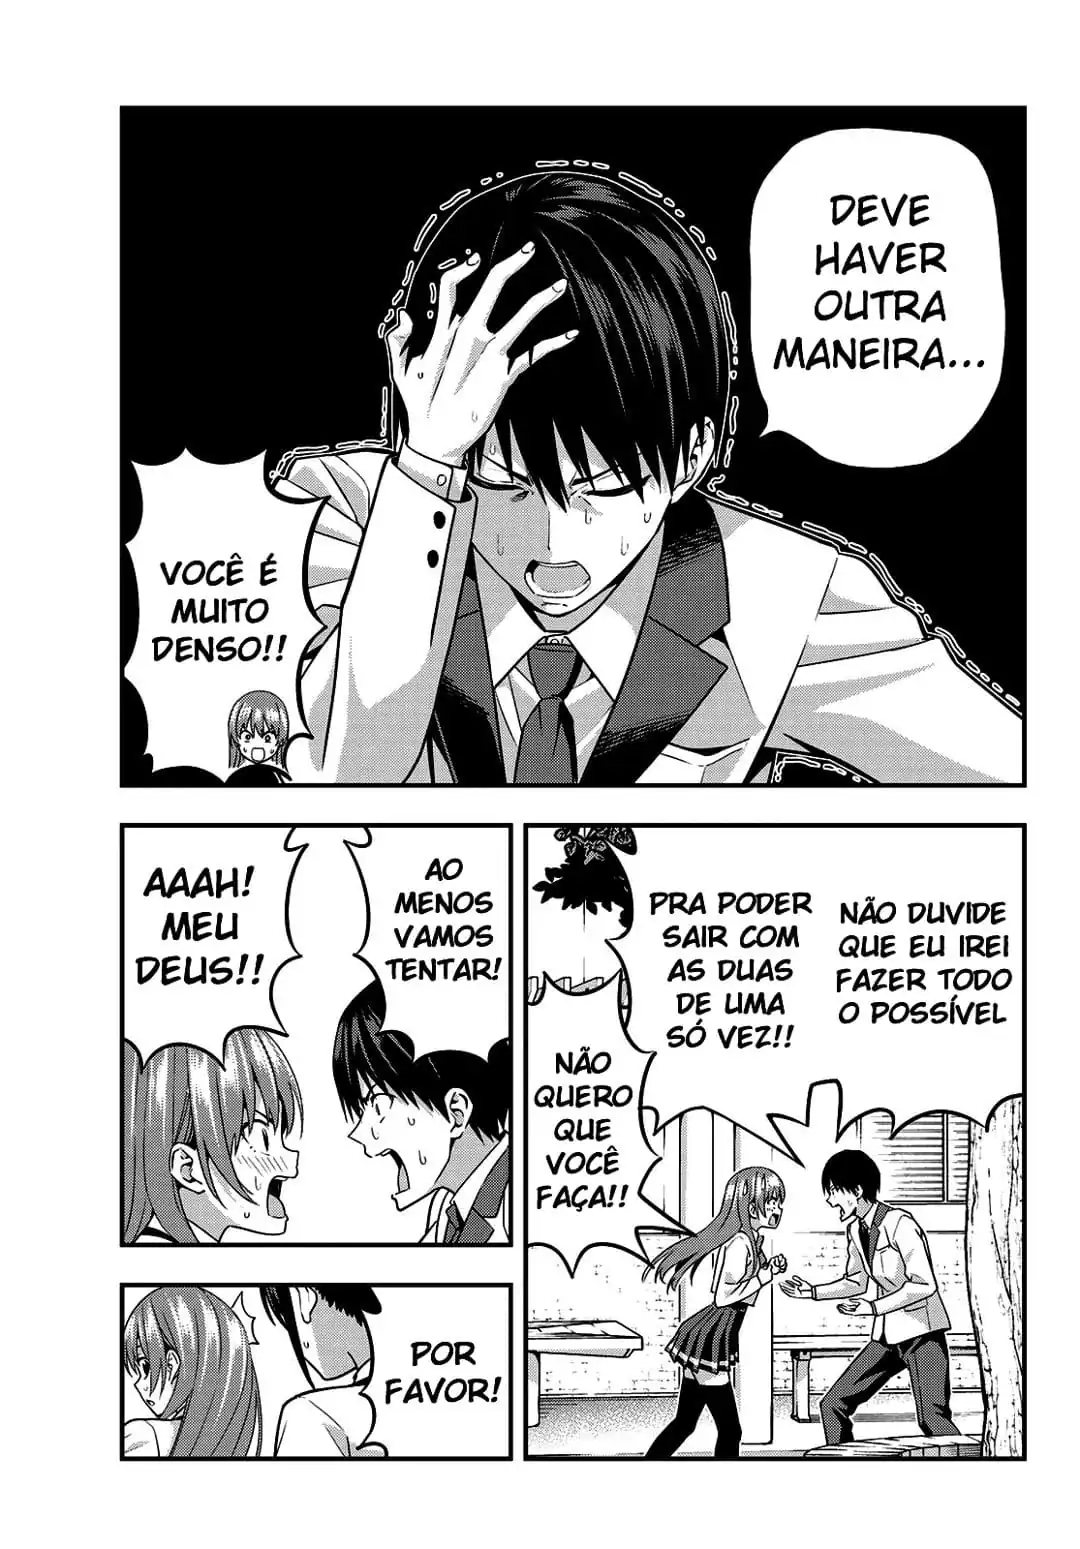 DEVE
HAVER
OUTRA
MANEIRA...
VOCÊ É
MUITO
DENSO!!
NÃO DUVIDE
QUE EU IREI
FAZER TODO
O POSSÍVEL
PRA PODER
SAIR COM
AS DUAS
DE UMA
SÓ VEZ!!
NÃO
QUERO
QUE
VOCÊ
FAÇA!!
AO
MENOS
VAMOS
TENTAR!
AAAH!
MEU
DEUS!!
POR
FAVOR!